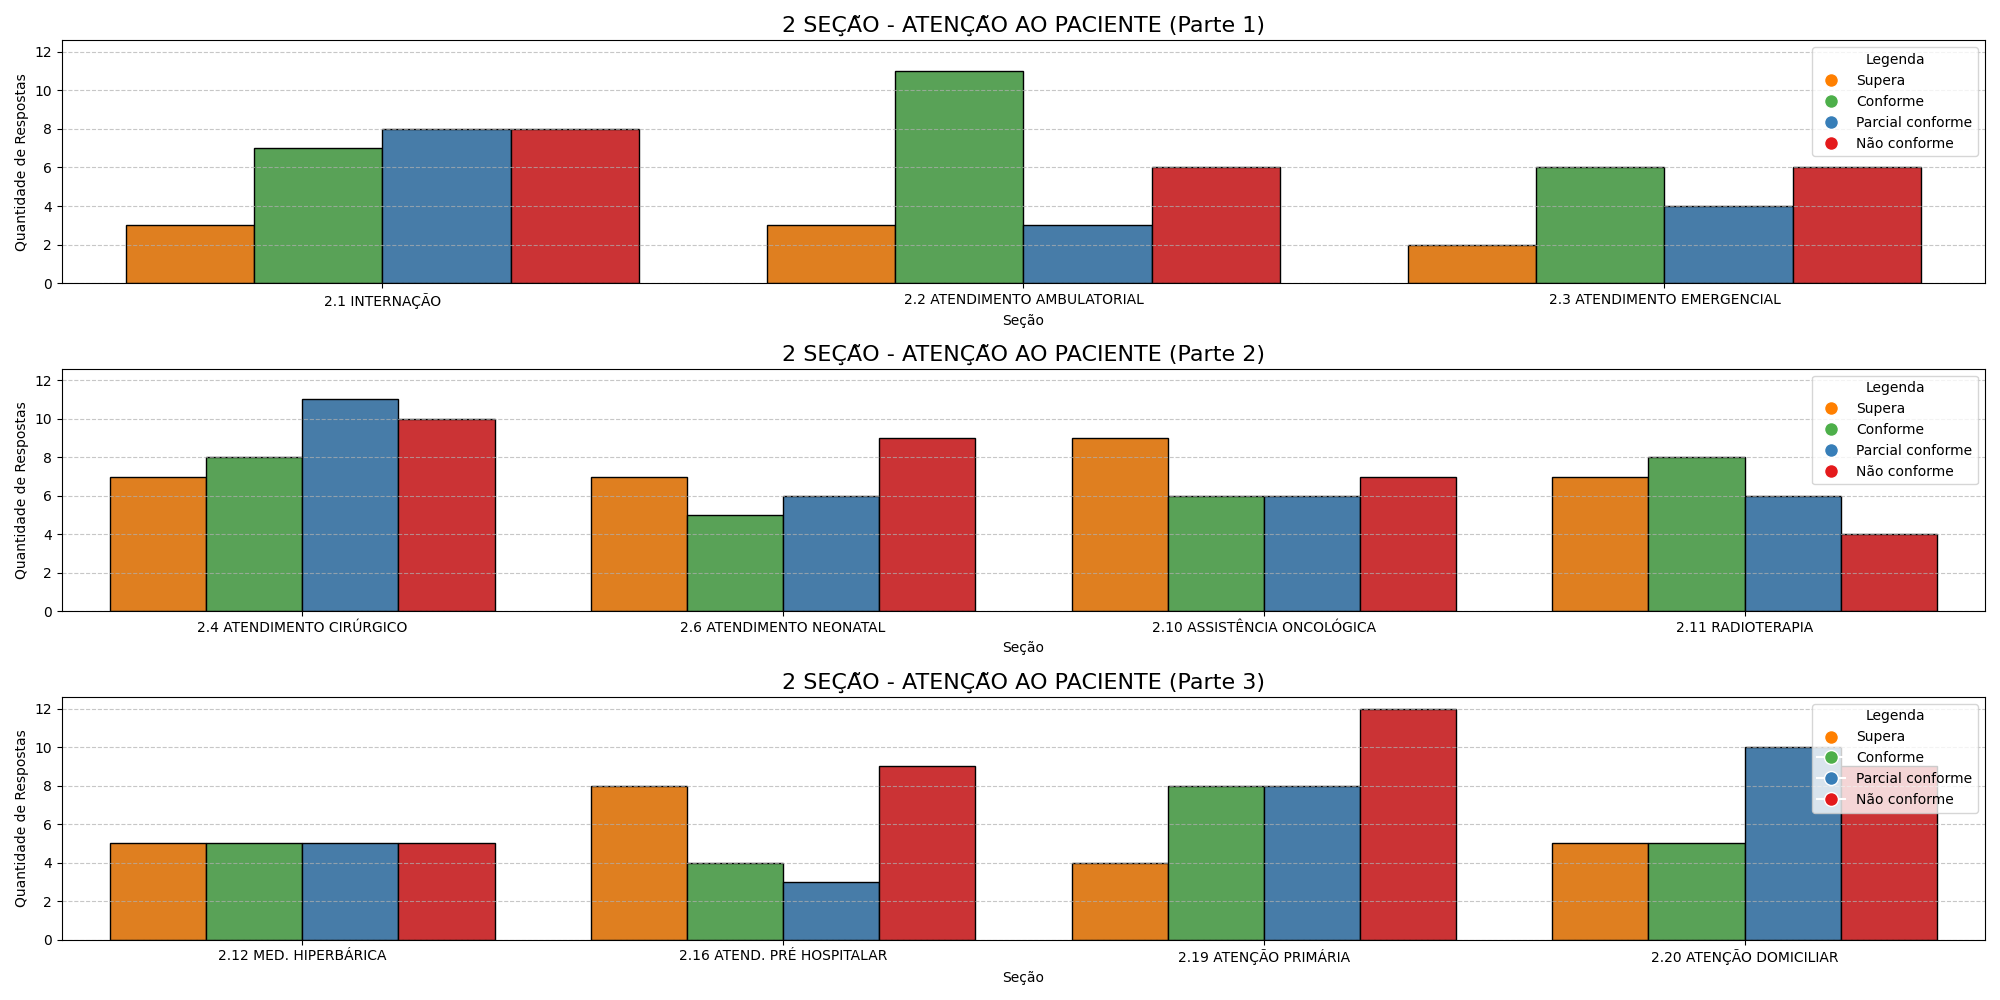 2 SEÇÃO - ATENÇÃO AO PACIENTE (Parte 1)
Quantidade de Respostas
12
10
8
6
4
2
0
Legenda
Supera
Conforme
Parcial conforme
Não conforme
2.1 INTERNAÇÃO
2.2 ATENDIMENTO AMBULATORIAL
2.3 ATENDIMENTO EMERGENCIAL
Seção
2 SEÇÃO - ATENÇÃO AO PACIENTE (Parte 2)
Quantidade de Respostas
12
10
8
6
4
2
0
Legenda
Supera
Conforme
Parcial conforme
Não conforme
2.4 ATENDIMENTO CIRÚRGICO
2.6 ATENDIMENTO NEONATAL
2.10 ASSISTÊNCIA ONCOLÓGICA
2.11 RADIOTERAPIA
Seção
2 SEÇÃO - ATENÇÃO AO PACIENTE (Parte 3)
Quantidade de Respostas
12
10
8
6
4
2
0
Legenda
Supera
Conforme
Parcial conforme
Não conforme
2.12 MED. HIPERBÁRICA
2.16 ATEND. PRÉ HOSPITALAR
2.19 ATENÇÃO PRIMÁRIA
2.20 ATENÇÃO DOMICILIAR
Seção